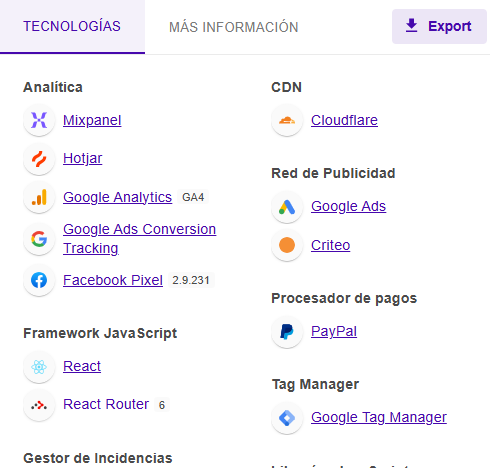 TECNOLOGÍAS
MÁS INFORMACIÓN
Export
Analítica
Mixpanel
Hotjar
Google Analytics GA4
Google Ads Conversion
Tracking
Facebook Pixel 2.9.231
Framework JavaScript
React
React Router 6
Gestor de Incidencias
CDN
Cloudflare
Red de Publicidad
Google Ads
Criteo
Procesador de pagos
PayPal
Tag Manager
Google Tag Manager